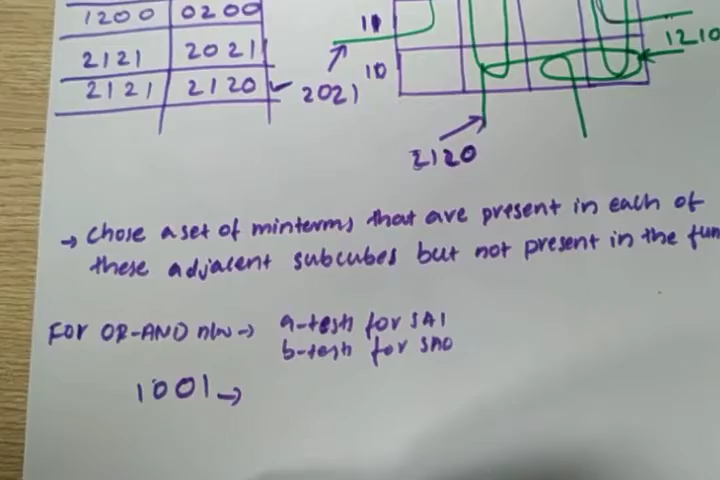 1200 0200
2121 2021
2121 2120
11
10
2021
1210
2120
→ chose a set of minterms that are present in each of
these adjacent subcubes but not present in the fun
For OR-AND n/w → a-tests for SA1
b-tests for SA0
1001 →